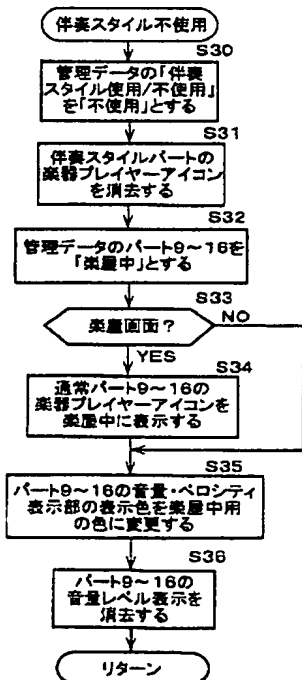 伴奏スタイル不使用
S30
管理データの「伴奏
スタイル使用/不使用」
を「不使用」とする
S31
伴奏スタイルパートの
楽器プレイヤーアイコン
を消去する
S32
管理データのパート9〜16を
「楽屋中」とする
S33
楽屋画面?
NO
YES
S34
通常パート9〜16の
楽器プレイヤーアイコンを
楽屋中に表示する
S35
パート9〜16の音量・ベロシティ
表示部の表示色を楽屋中用
の色に変更する
S36
パート9〜16の
音量レベル表示を
消去する
リターン